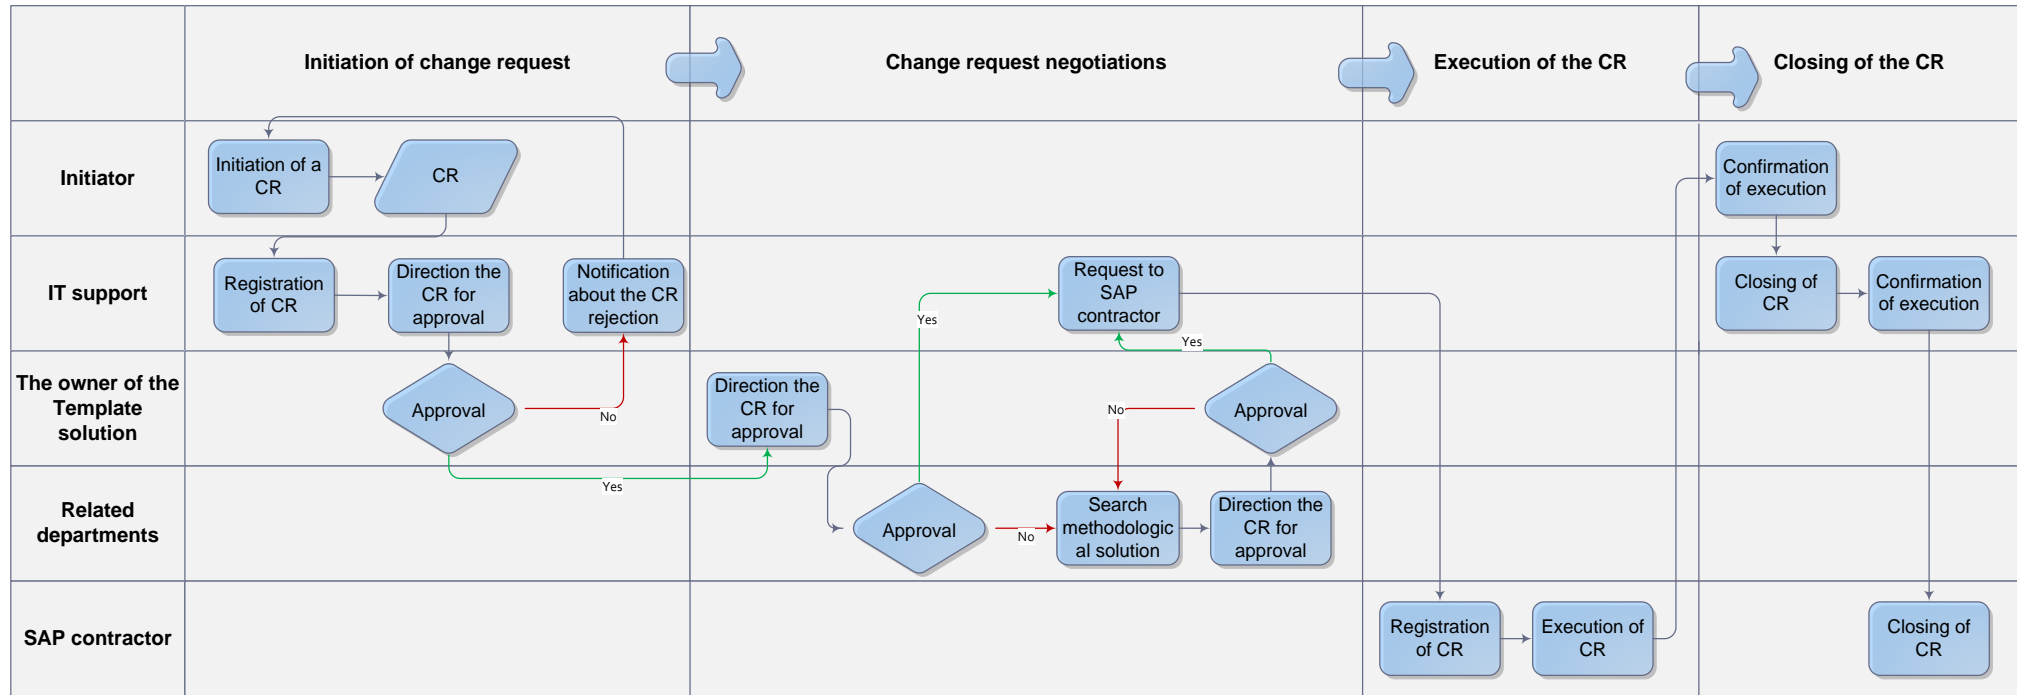 Initiation of change request
Change request negotiations
Execution of the CR
Closing of the CR
Initiator
Initiation of a
CR
CR
Confirmation
of execution
IT support
Registration
of CR
Direction the
CR for
approval
Notification
about the CR
rejection
Request to
SAP
contractor
Closing of
CR
Confirmation
of execution
Yes
Yes
The owner of the
Template
solution
Approval
No
Direction the
CR for
approval
No
Approval
Yes
Related
departments
Approval
No
Search
methodologic
al solution
Direction the
CR for
approval
SAP contractor
Registration
of CR
Execution of
CR
Closing of
CR